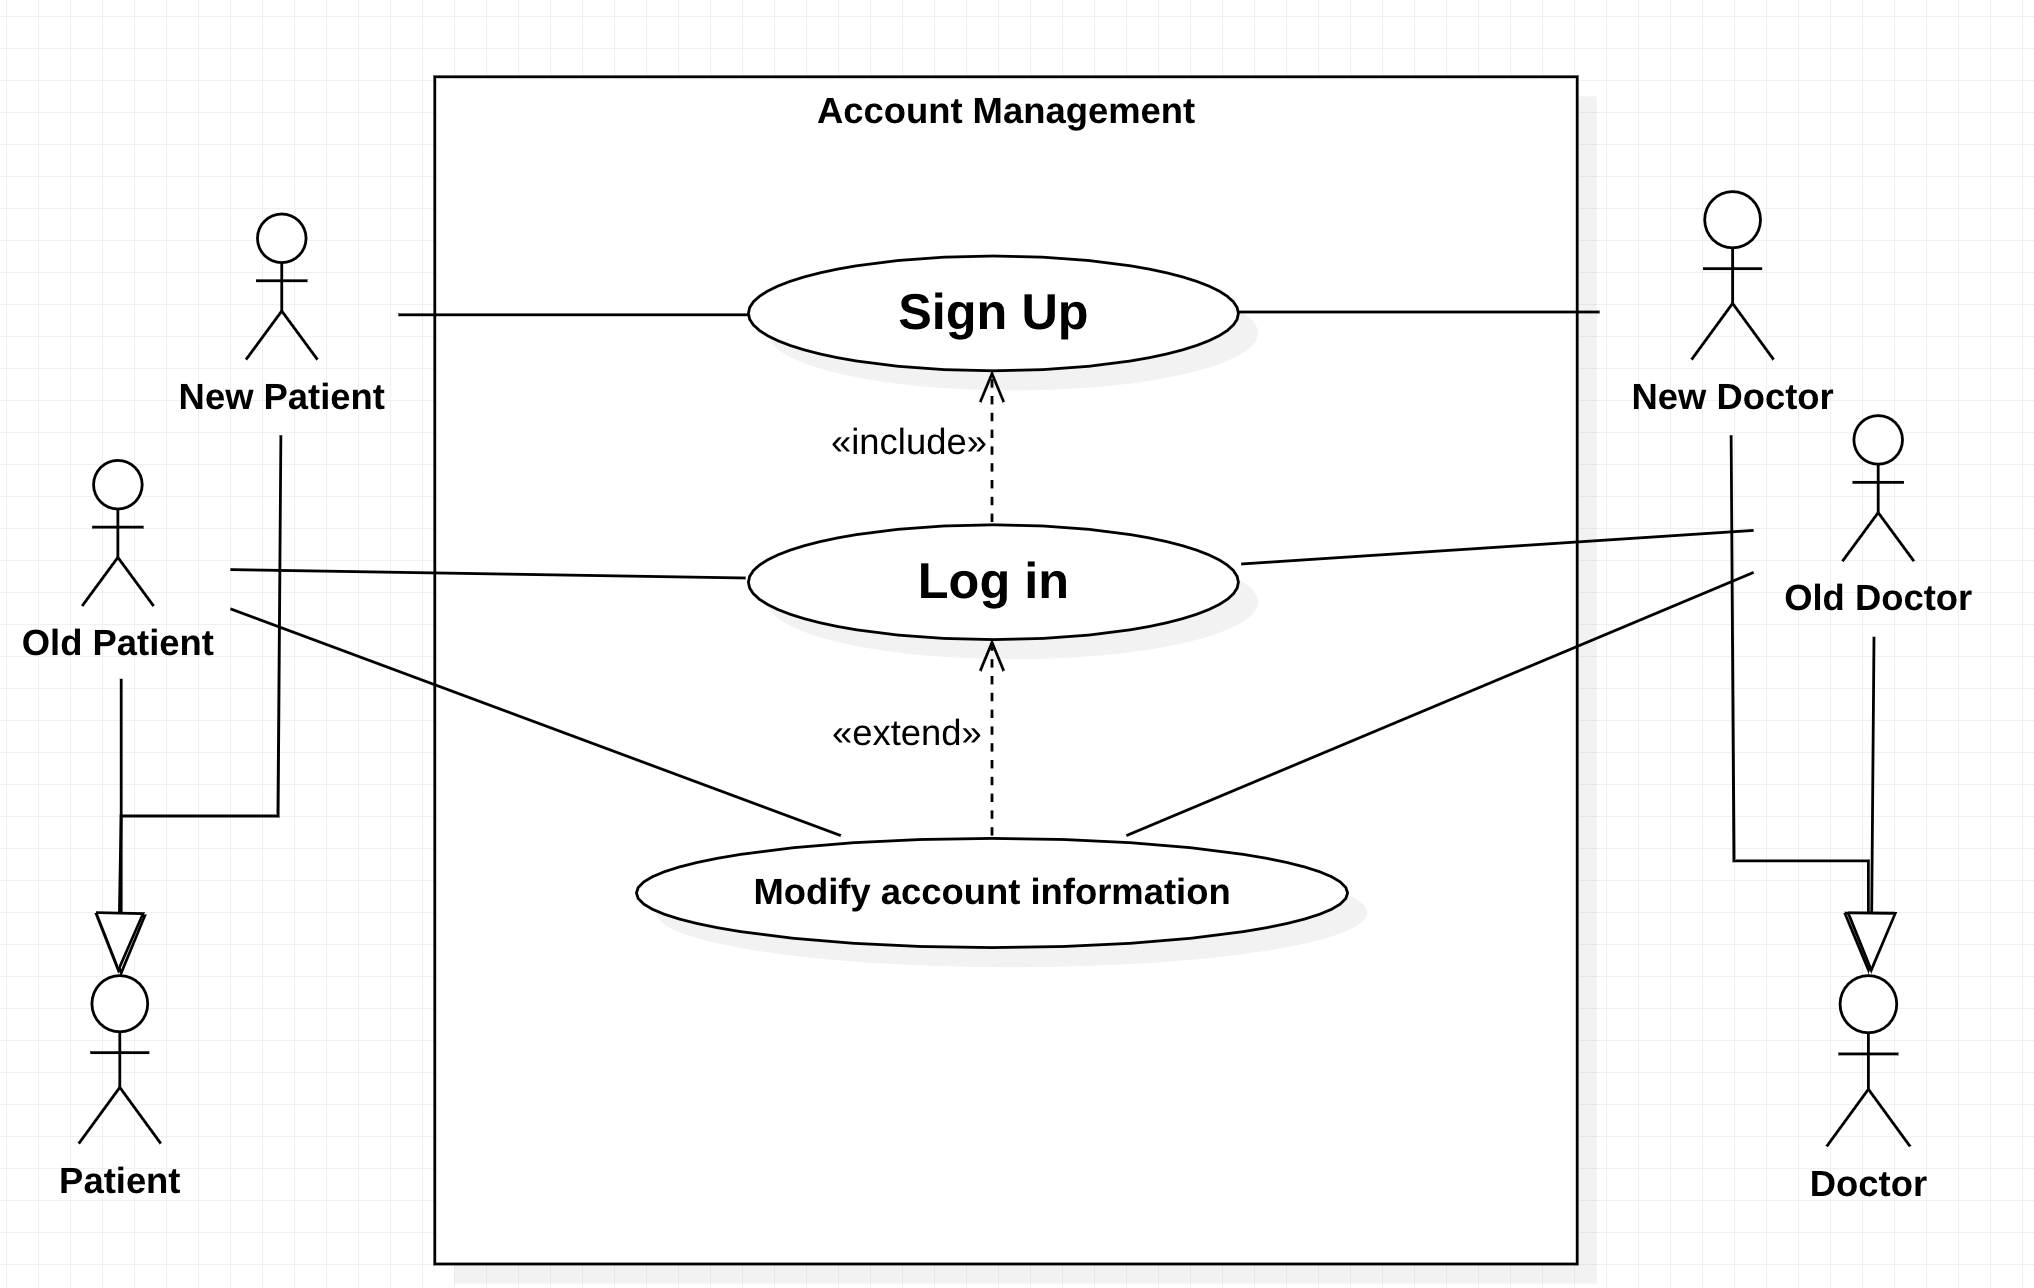 Account Management
Sign Up
New Patient
New Doctor
«include»
Log in
Old Doctor
Old Patient
«extend»
Modify account information
Patient
Doctor